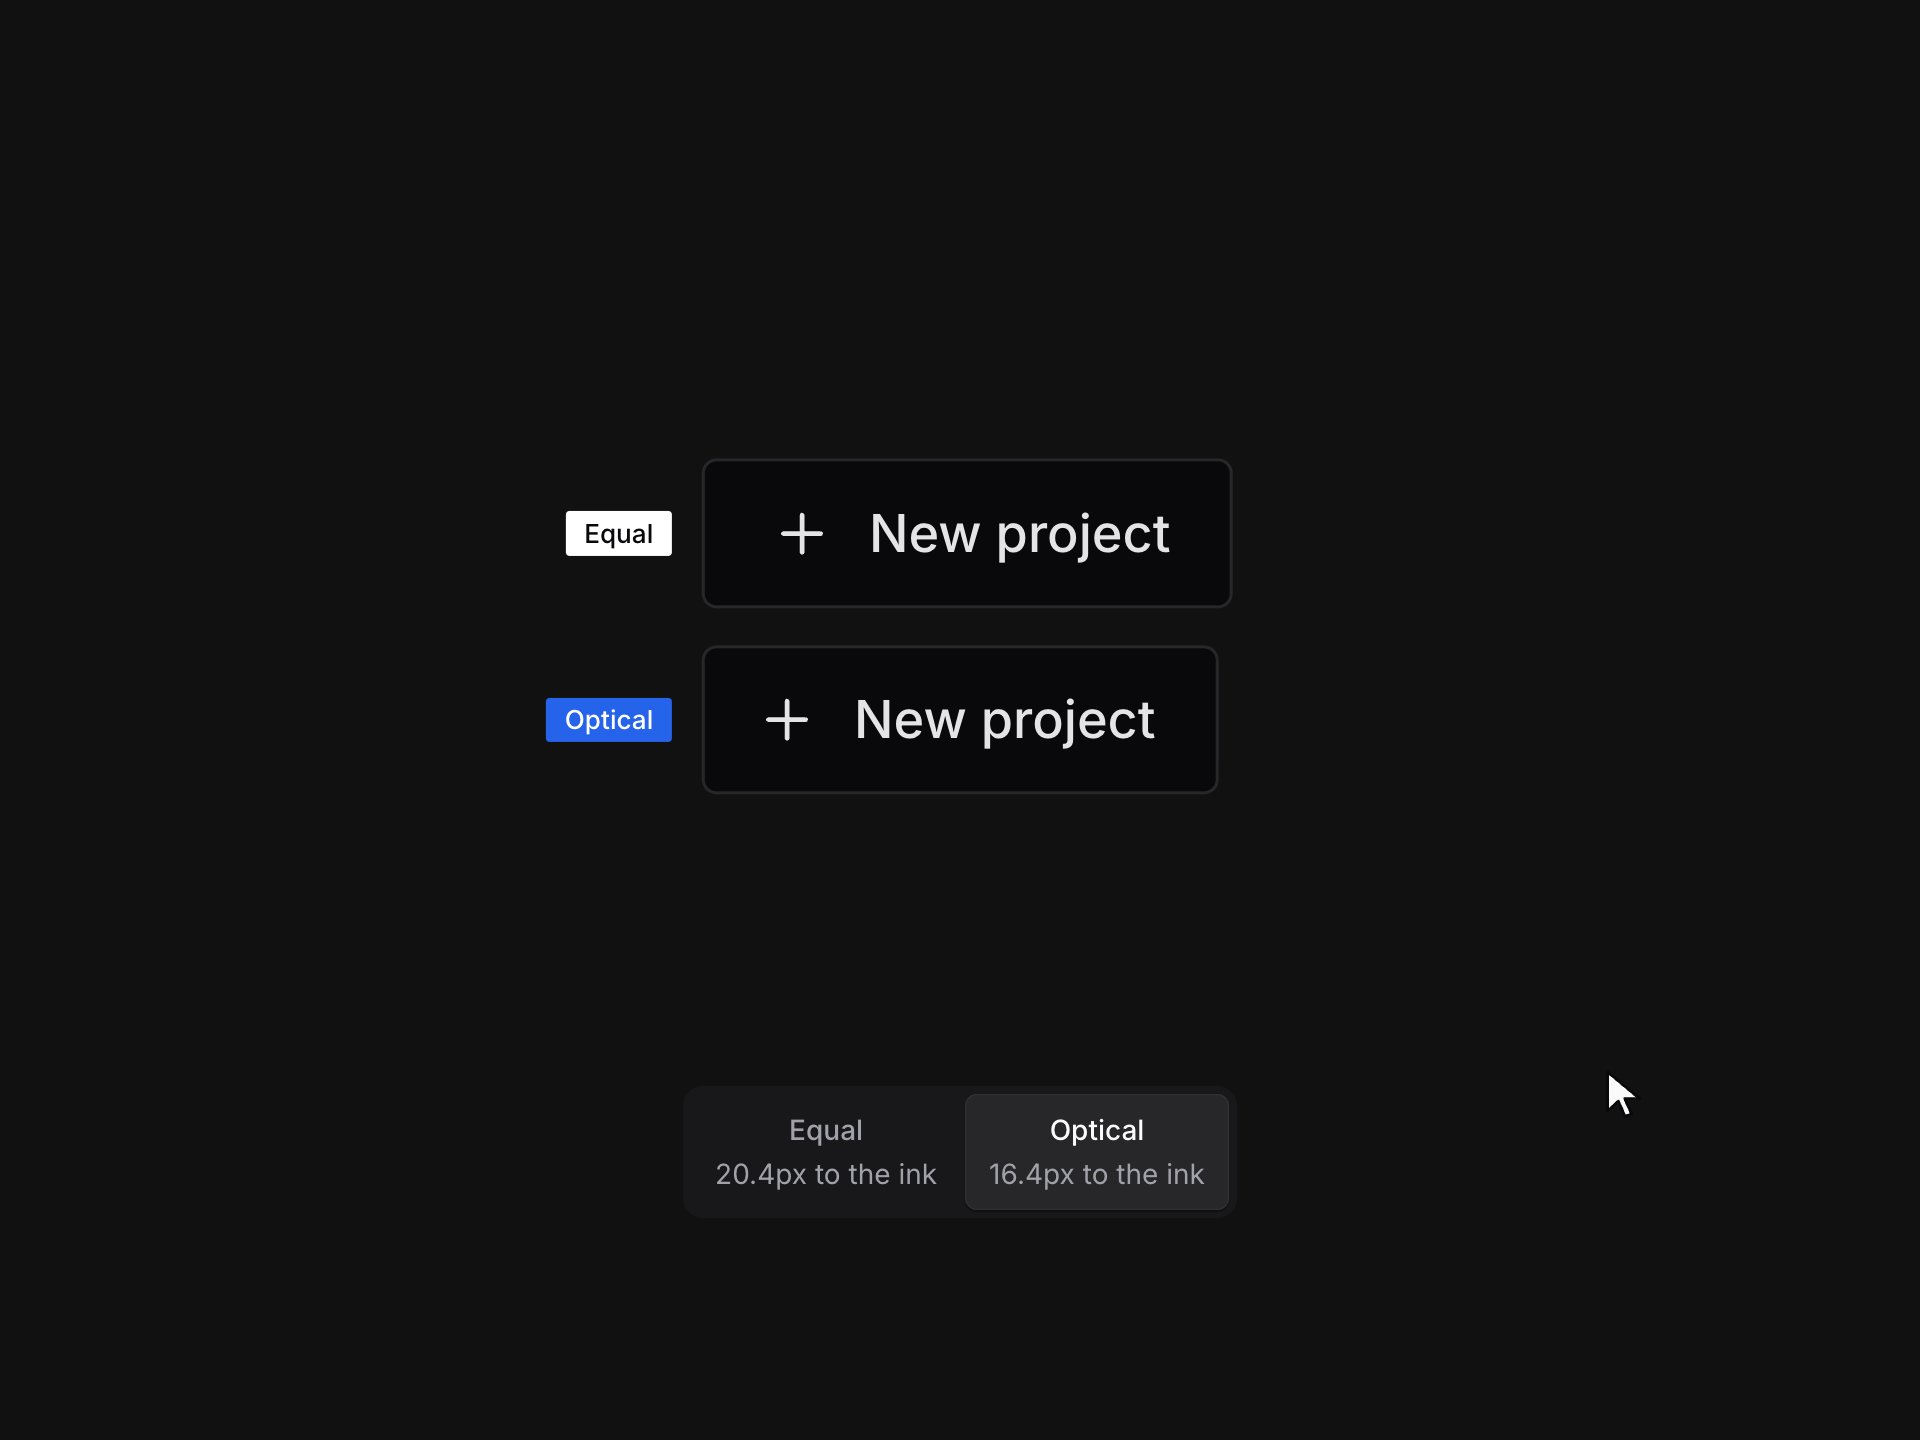 Equal
New project
Optical
New project
Equal
20.4px to the ink
Optical
16.4px to the ink